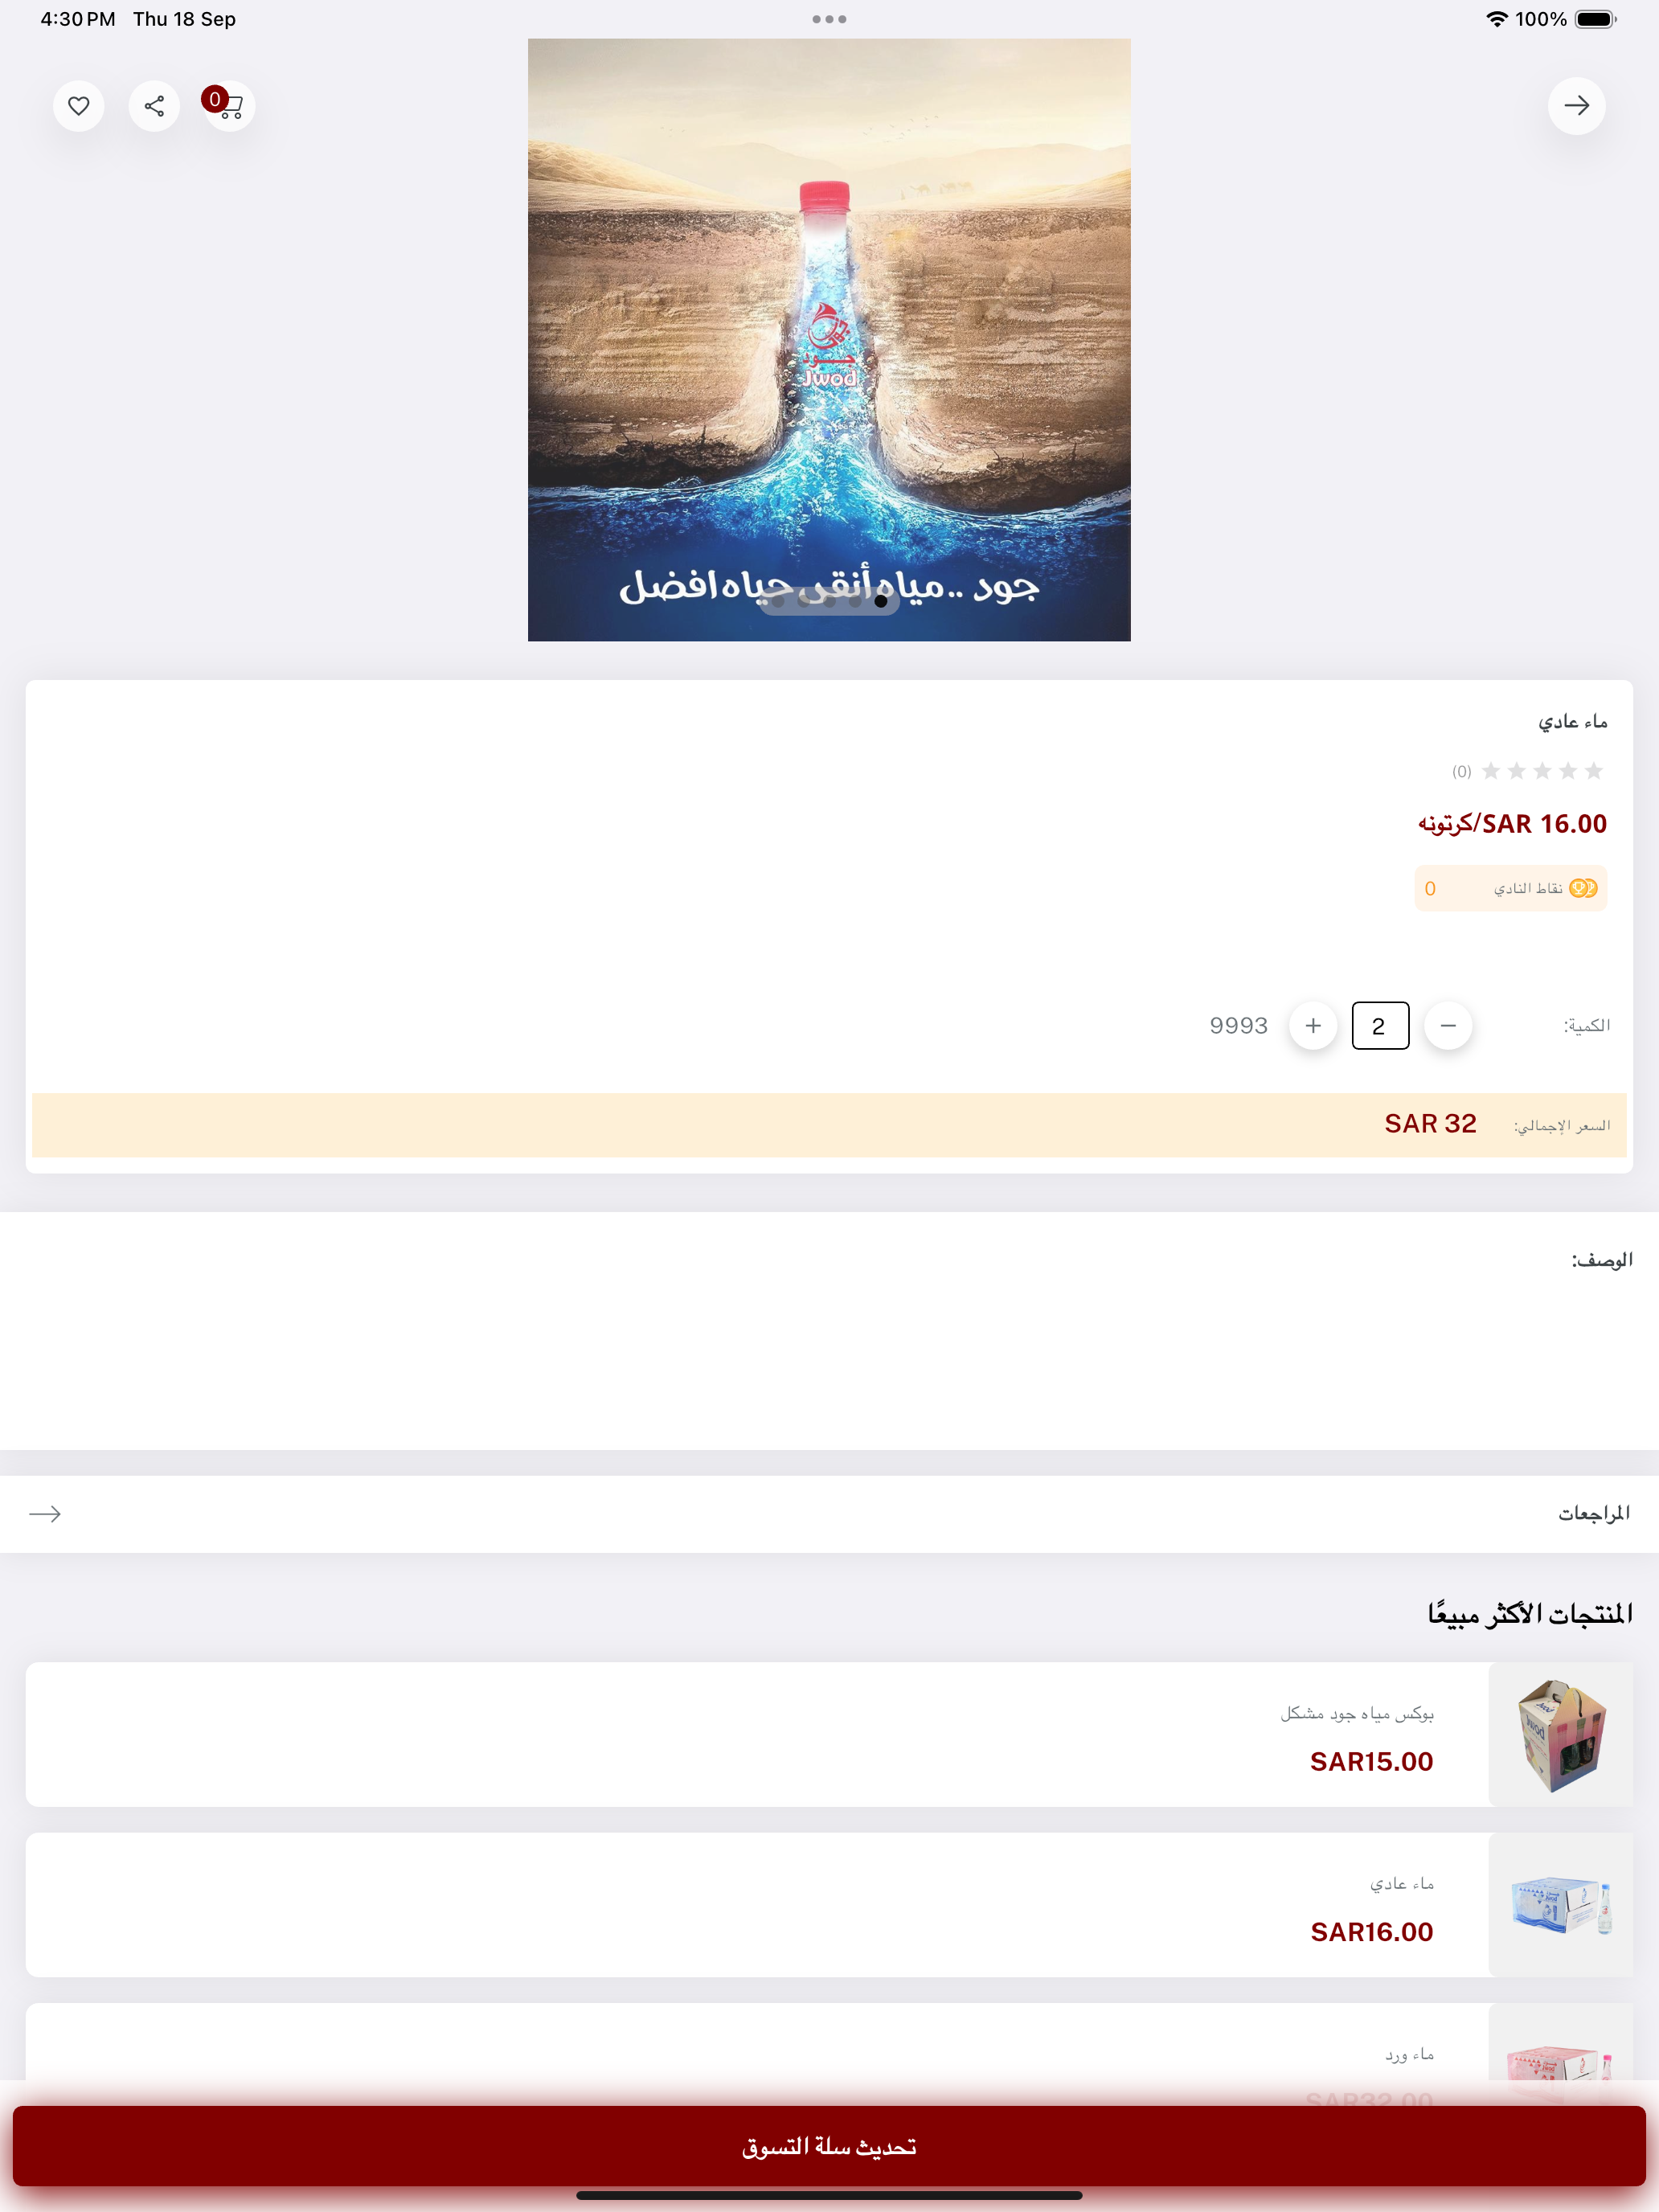 4:30 PM Thu 18 Sep
100%
0
جود
Jwod
جود ..مياه أنقى حياه افضل
ماء عادي
(0)
SAR 16.00/كرتونه
نقاط النادي 0
الكمية: 2 9993
السعر الإجمالي: SAR 32
الوصف:
المراجعات
المنتجات الأكثر مبيعًا
بوكس مياه جود مشكل
SAR15.00
ماء عادي
SAR16.00
ماء ورد
SAR32.00
تحديث سلة التسوق